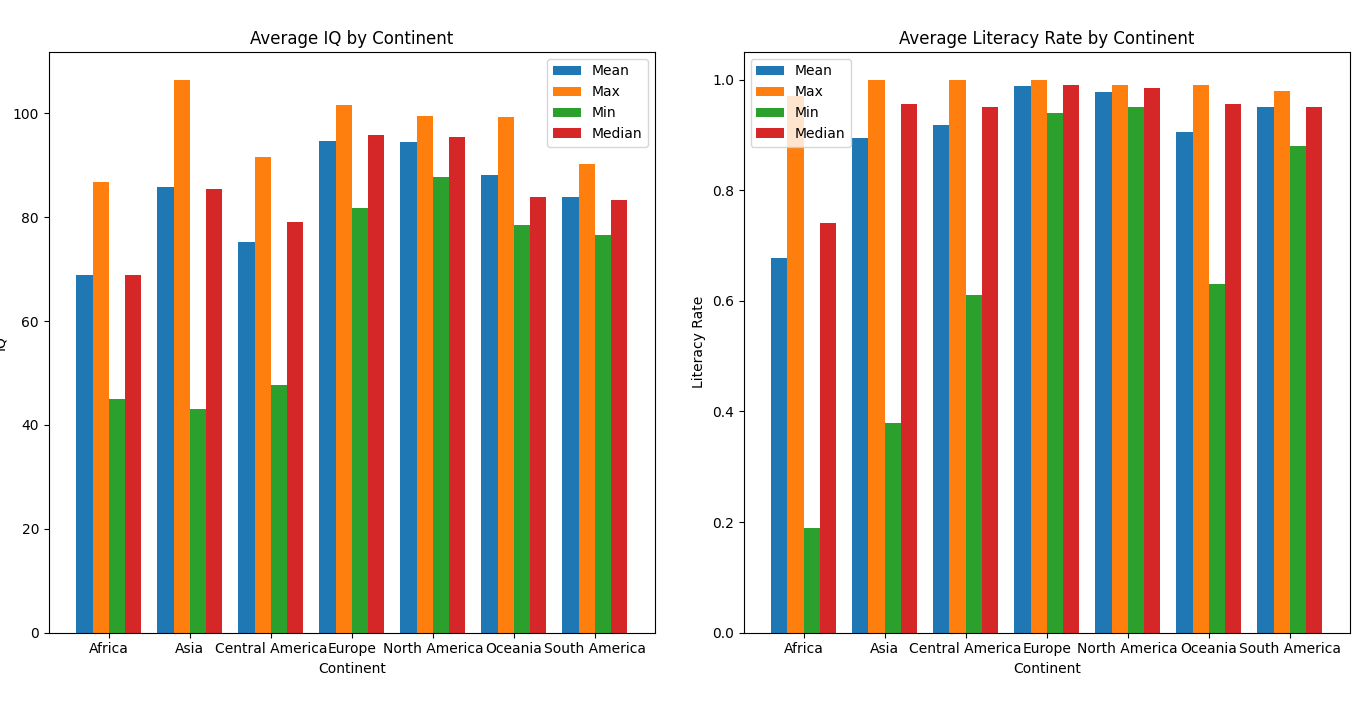 Average IQ by Continent
Mean
Max
Min
Median
100
80
60
40
20
0
IQ
Africa Asia Central America Europe North America Oceania South America
Continent
Average Literacy Rate by Continent
Mean
Max
Min
Median
1.0
0.8
0.6
0.4
0.2
0.0
Literacy Rate
Africa Asia Central America Europe North America Oceania South America
Continent